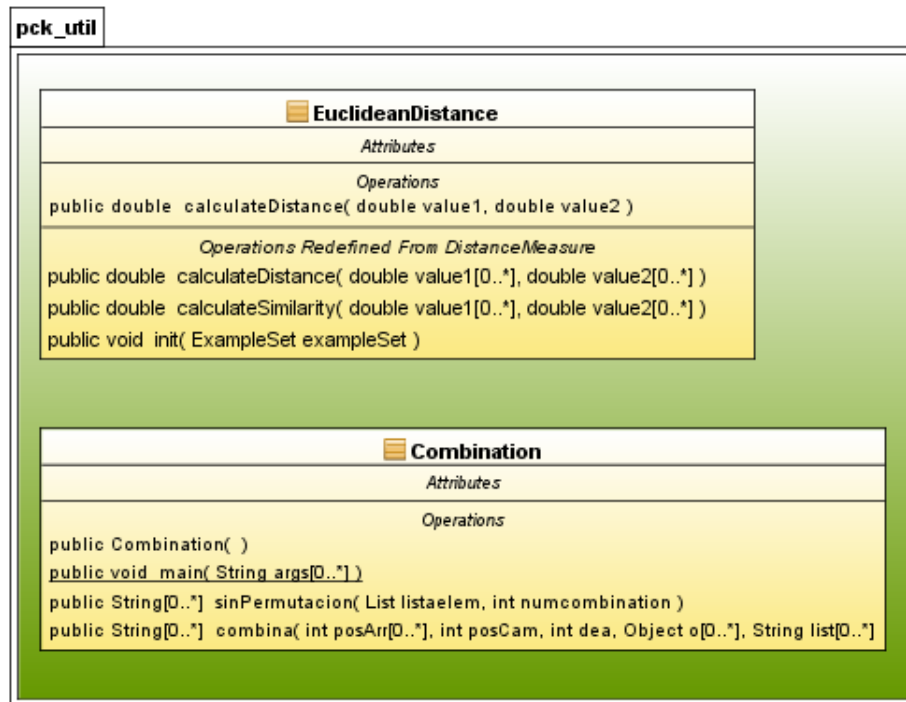 pck_util
EuclideanDistance
Attributes
Operations
public double calculateDistance( double value1, double value2 )
Operations Redefined From DistanceMeasure
public double calculateDistance( double value1[0..*], double value2[0..*] )
public double calculateSimilarity( double value1[0..*], double value2[0..*] )
public void init( ExampleSet exampleSet )
Combination
Attributes
Operations
public Combination( )
public void main( String args[0..*] )
public String[0..*] sinPermutacion( List listaelem, int numcombination )
public String[0..*] combina( int posArr[0..*], int posCam, int dea, Object o[0..*], String list[0..*]